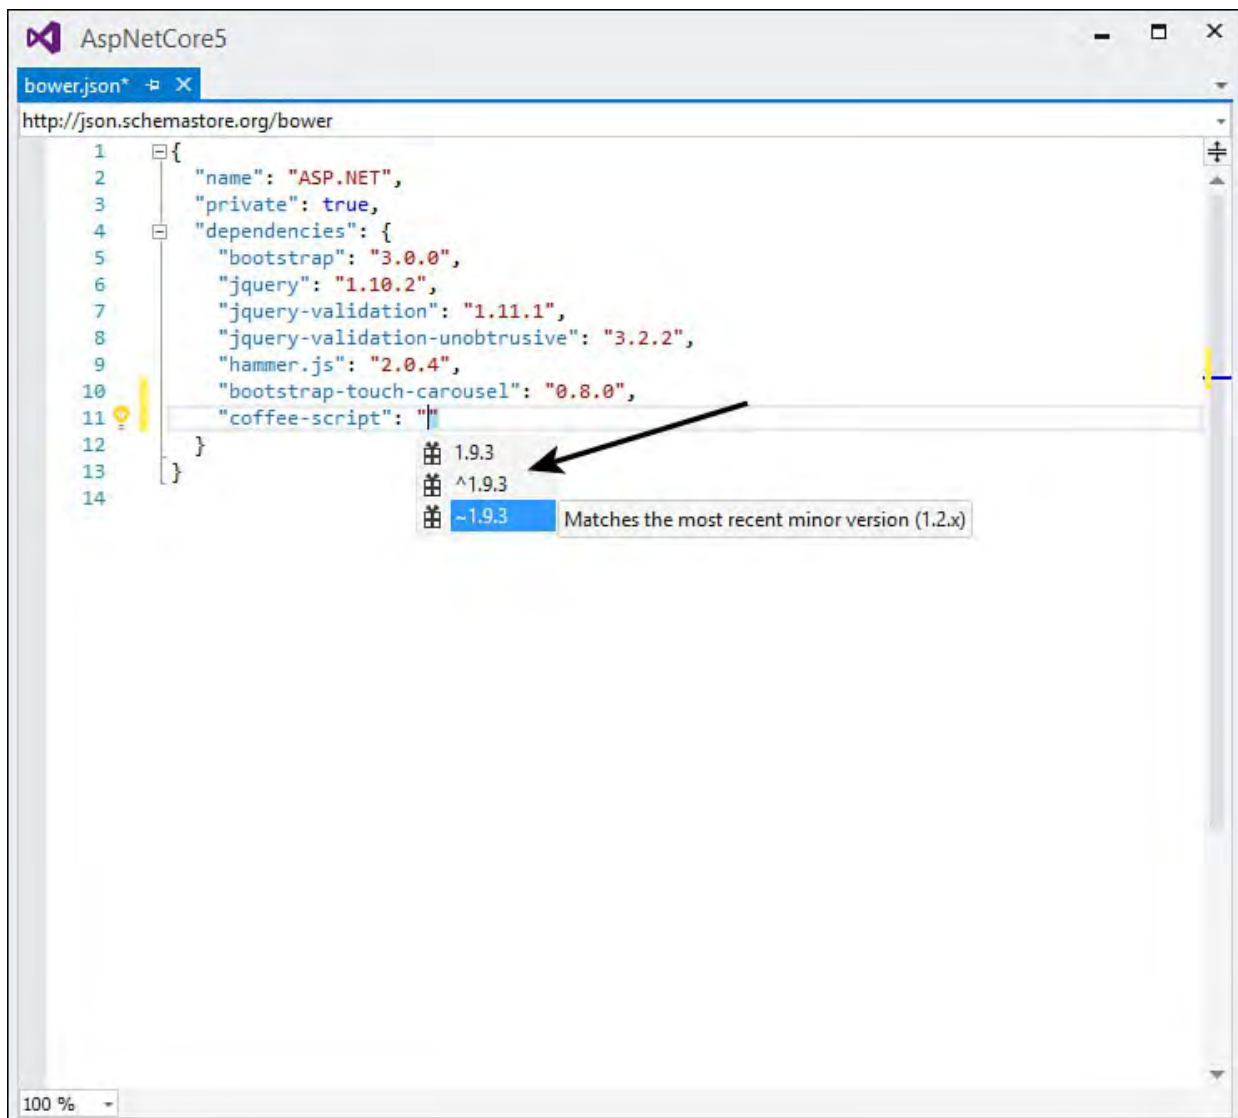 AspNetCore5
bower.json*
http://json.schemastore.org/bower
1 {
2 "name": "ASP.NET",
3 "private": true,
4 "dependencies": {
5 "bootstrap": "3.0.0",
6 "jquery": "1.10.2",
7 "jquery-validation": "1.11.1",
8 "jquery-validation-unobtrusive": "3.2.2",
9 "hammer.js": "2.0.4",
10 "bootstrap-touch-carousel": "0.8.0",
11 "coffee-script": ""
12 }
13 }
14
1.9.3
^1.9.3
~1.9.3 Matches the most recent minor version (1.2.x)
100 %